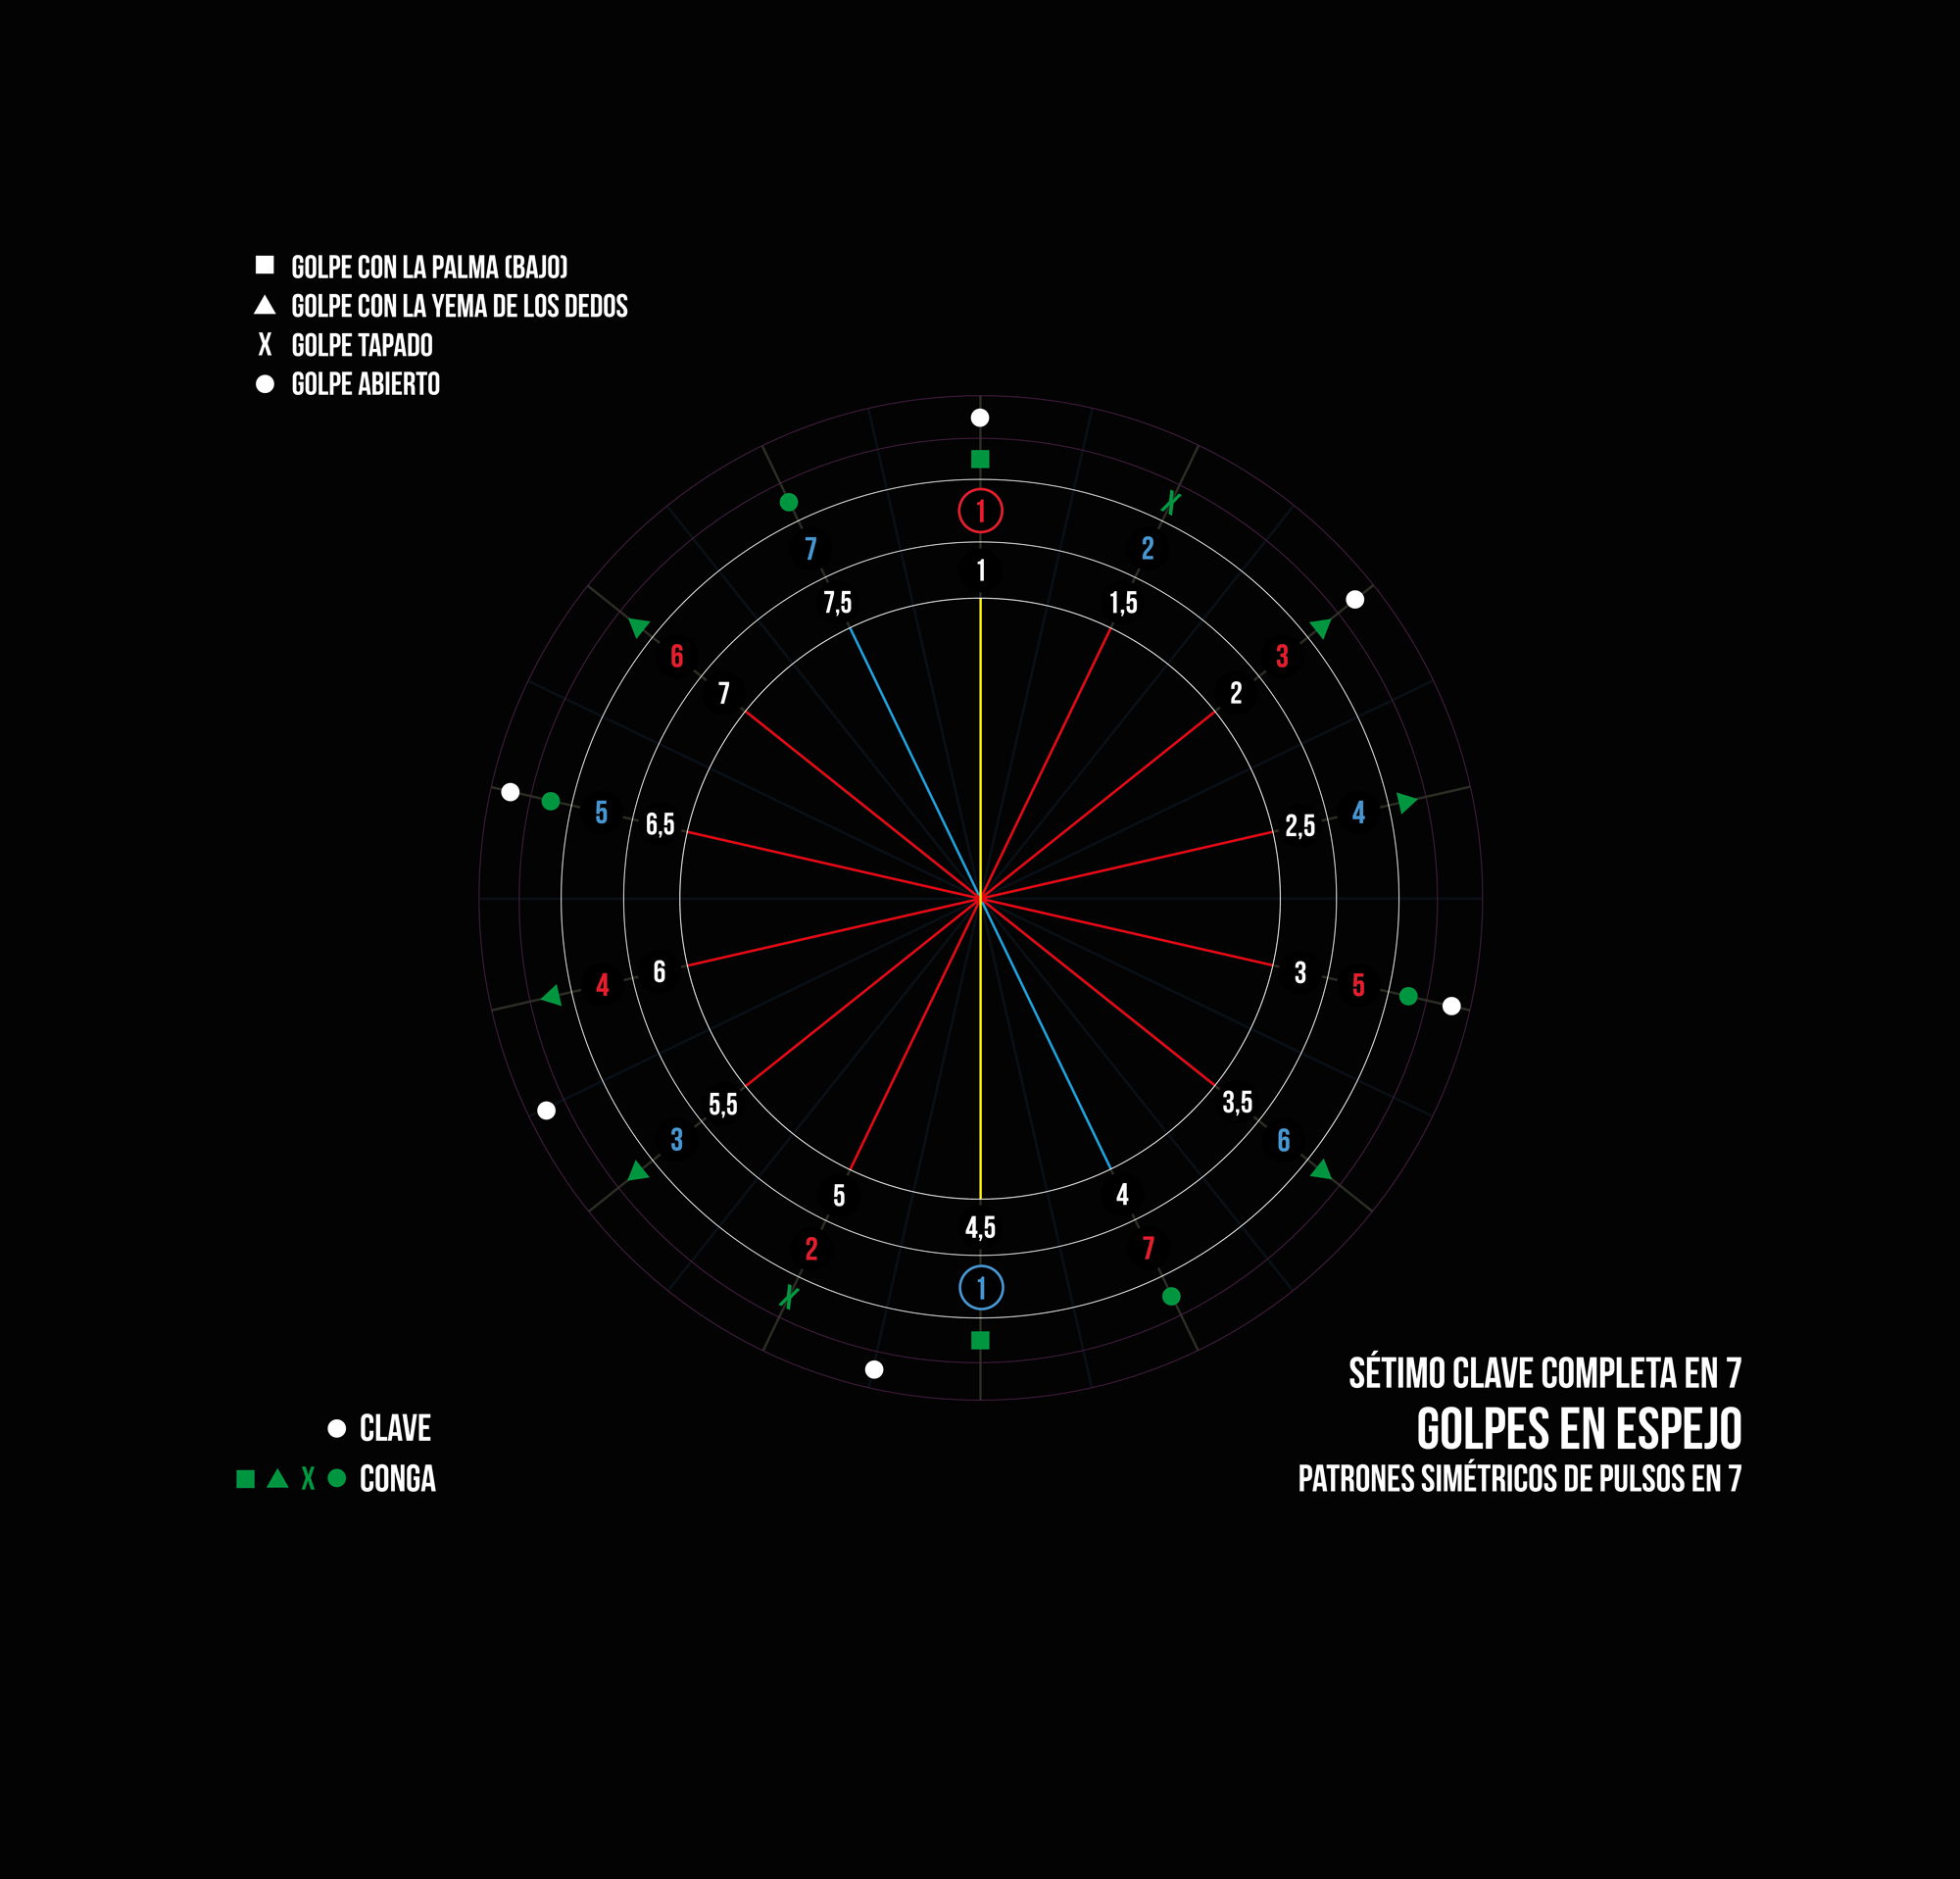 GOLPE CON LA PALMA (BAJO)
GOLPE CON LA YEMA DE LOS DEDOS
X GOLPE TAPADO
GOLPE ABIERTO
1
7 2
1
7,5 1,5
6 3
7 2
5 4
6,5 2,5
4 6 3 5
5,5 3,5
3 6
5 4
4,5
2 7
1
SÉTIMO CLAVE COMPLETA EN 7
GOLPES EN ESPEJO
PATRONES SIMÉTRICOS DE PULSOS EN 7
CLAVE
X CONGA